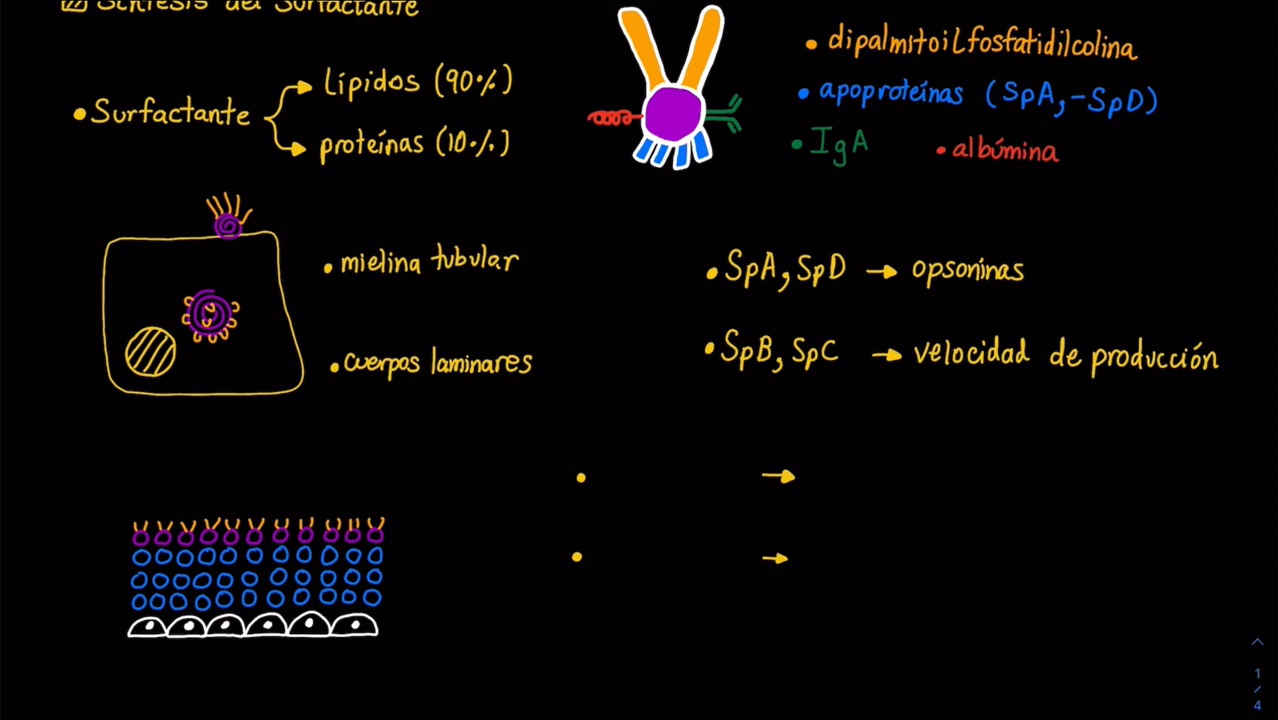 Síntesis del Surfactante
• Surfactante
lípidos (90%)
proteínas (10%)
• dipalmitoilfosfatidilcolina
• apoproteínas (SpA,-SpD)
• IgA
• albúmina
• mielina tubular
• cuerpos laminares
• SpA, SpD → opsoninas
• SpB, SpC → velocidad de producción
• →
• →
1
/
4